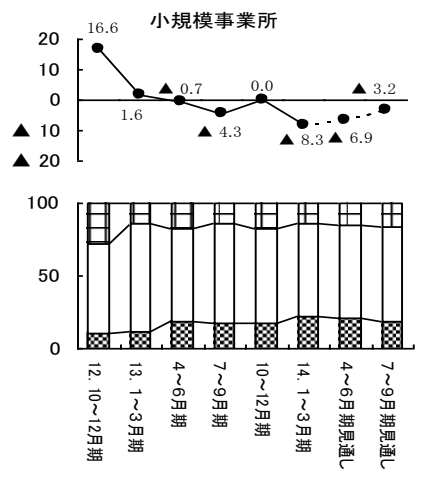 小規模事業所
20
10
0
▲ 10
▲ 20
16.6
1.6
▲ 0.7
▲ 4.3
0.0
▲ 8.3
▲ 6.9
▲ 3.2
100
50
0
12. 10～12月期
13. 1～3月期
4～6月期
7～9月期
10～12月期
14. 1～3月期
4～6月期見通し
7～9月期見通し